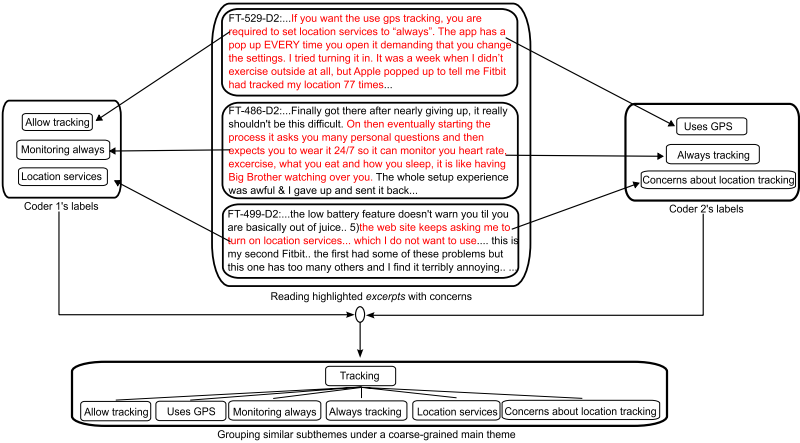 FT-529-D2:...If you want the use gps tracking, you are
required to set location services to “always”. The app has a
pop up EVERY time you open it demanding that you change
the settings. I tried turning it in. It was a week when I didn’t
exercise outside at all, but Apple popped up to tell me Fitbit
had tracked my location 77 times...
FT-486-D2:...Finally got there after nearly giving up, it really
shouldn't be this difficult. On then eventually starting the
process it asks you many personal questions and then
expects you to wear it 24/7 so it can monitor you heart rate,
excercise, what you eat and how you sleep, it is like having
Big Brother watching over you. The whole setup experience
was awful & I gave up and sent it back...
FT-499-D2:...the low battery feature doesn't warn you til you
are basically out of juice.. 5)the web site keeps asking me to
turn on location services... which I do not want to use.... this is
my second Fitbit.. the first had some of these problems but
this one has too many others and I find it terribly annoying.. ...
Allow tracking
Monitoring always
Location services
Coder 1's labels
Uses GPS
Always tracking
Concerns about location tracking
Coder 2's labels
Reading highlighted excerpts with concerns
Tracking
Allow tracking
Uses GPS
Monitoring always
Always tracking
Location services
Concerns about location tracking
Grouping similar subthemes under a coarse-grained main theme